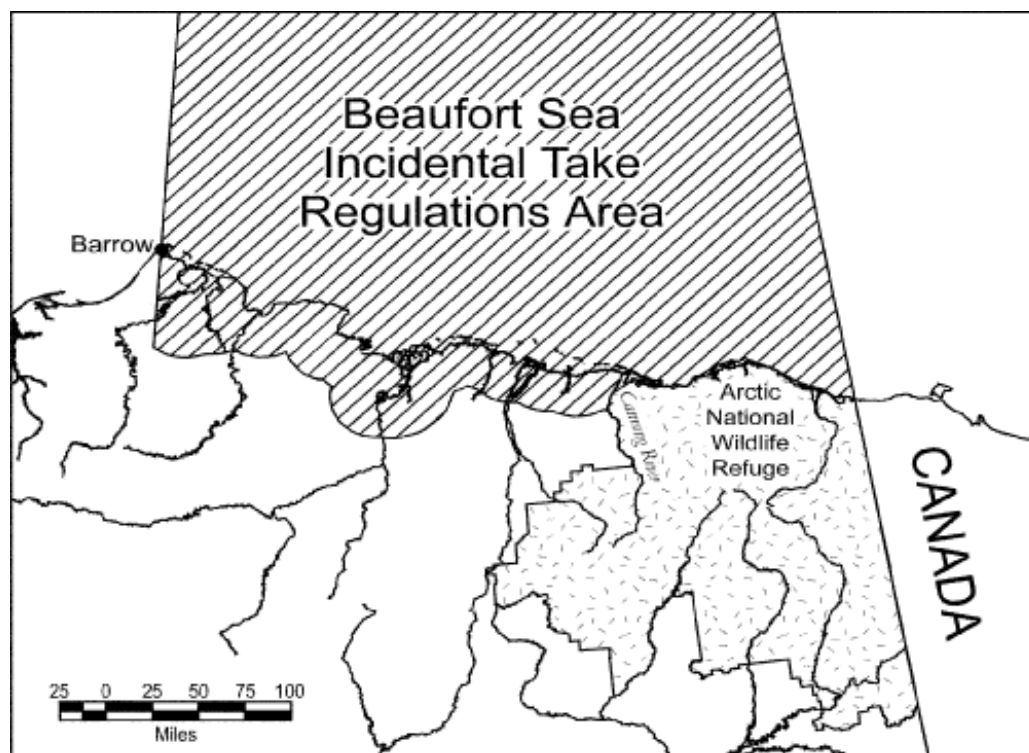 Beaufort Sea
Incidental Take
Regulations Area
Barrow
Arctic
National
Wildlife
Refuge
Canning River
CANADA
25 0 25 50 75 100
Miles